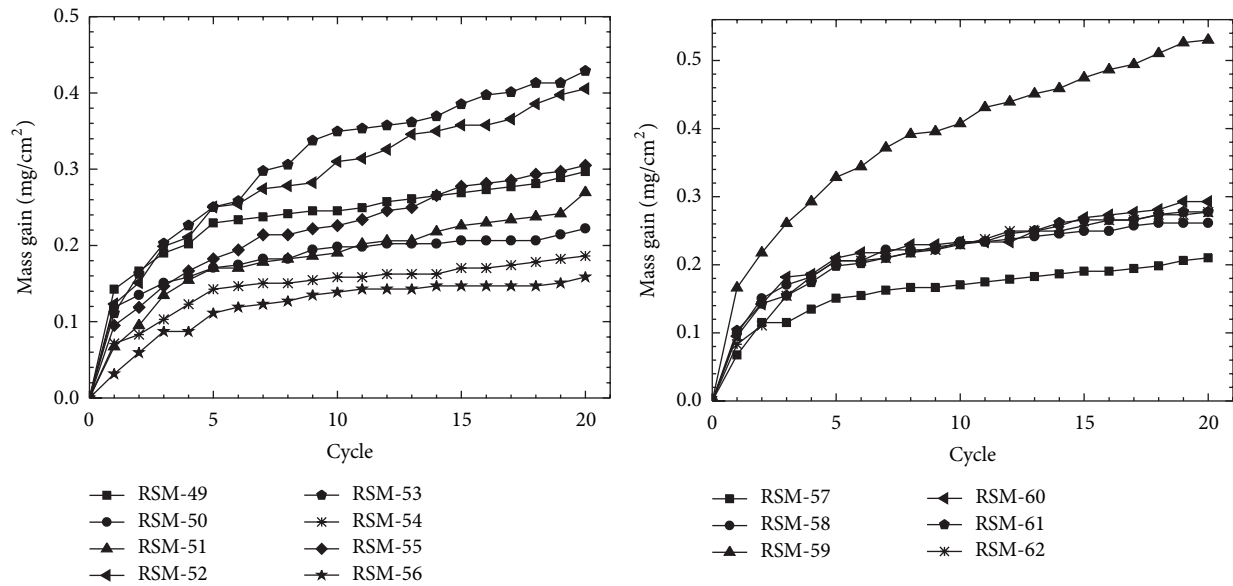 0.5
0.4
0.3
0.2
0.1
0.0
Mass gain (mg/cm²)
0 5 10 15 20
Cycle
RSM-49 RSM-53
RSM-50 RSM-54
RSM-51 RSM-55
RSM-52 RSM-56
0.5
0.4
0.3
0.2
0.1
0.0
Mass gain (mg/cm²)
0 5 10 15 20
Cycle
RSM-57 RSM-60
RSM-58 RSM-61
RSM-59 RSM-62